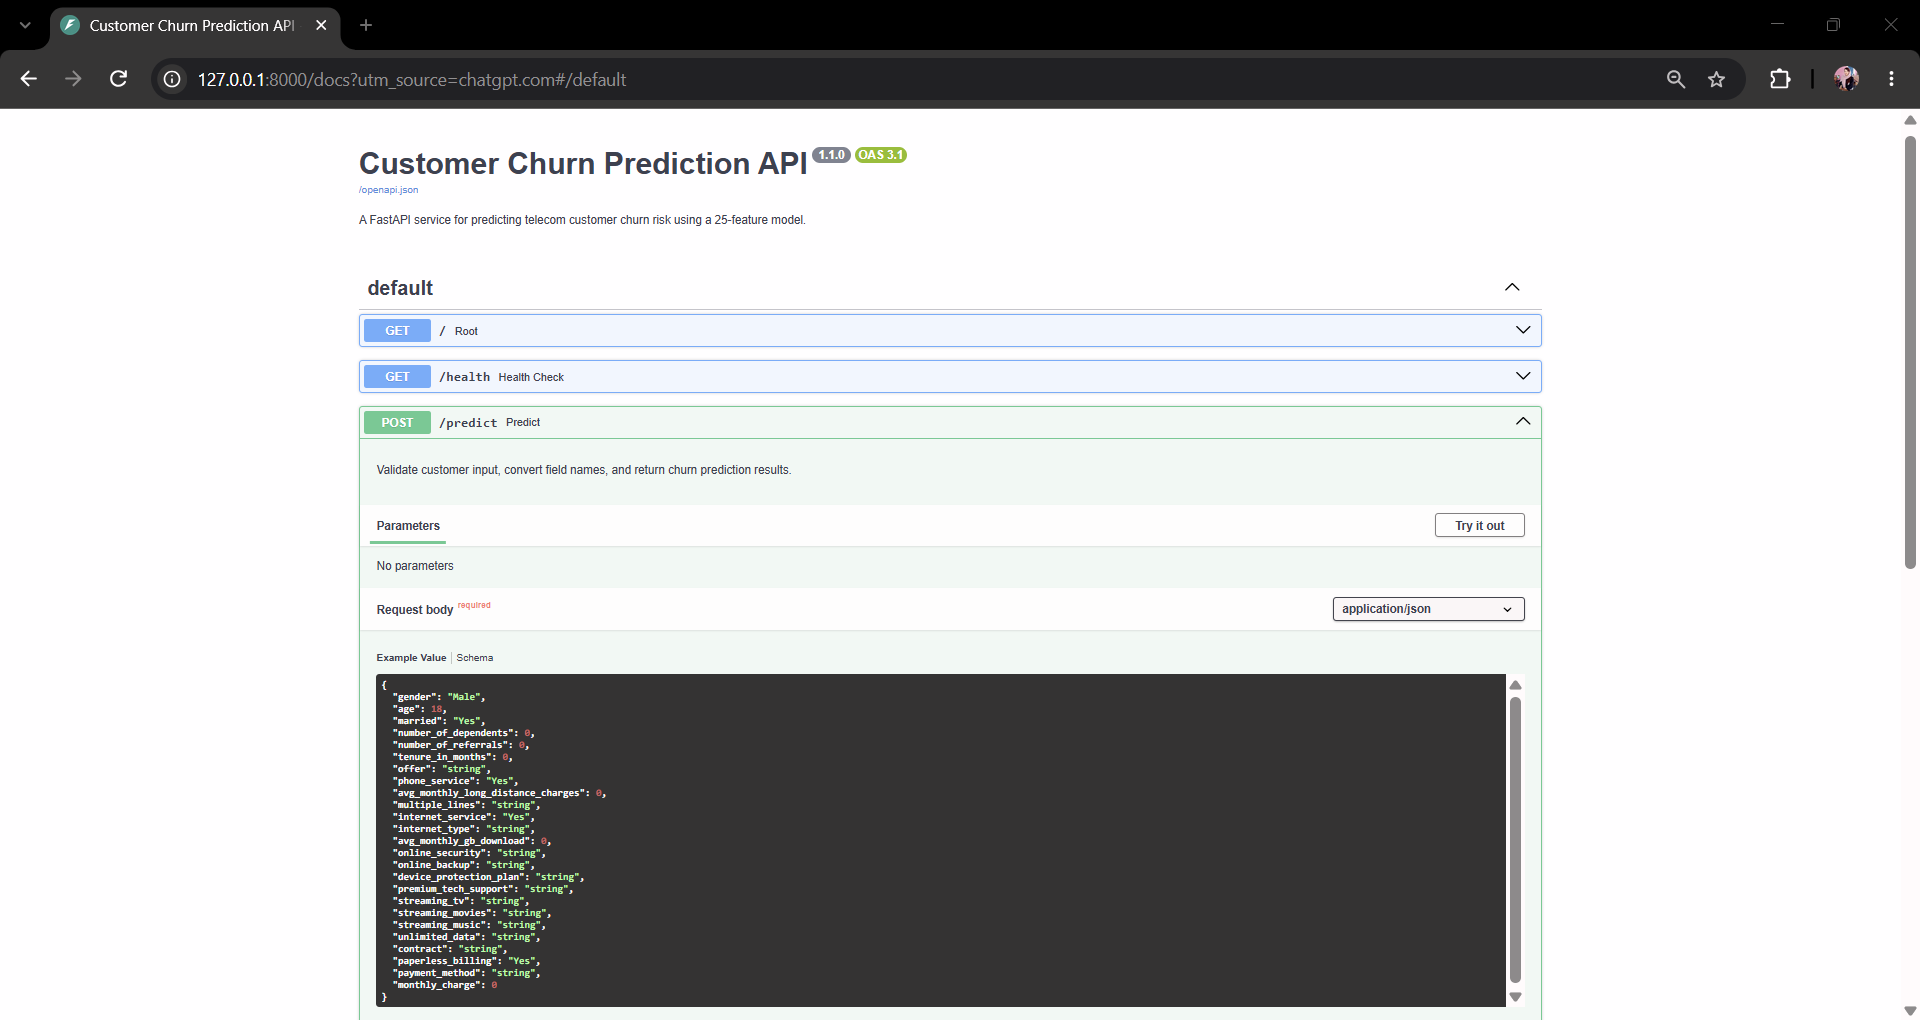 Customer Churn Prediction API
127.0.0.1:8000/docs?utm_source=chatgpt.com#/default
Customer Churn Prediction API 1.1.0 OAS 3.1
/openapi.json
A FastAPI service for predicting telecom customer churn risk using a 25-feature model.
default
GET / Root
GET /health Health Check
POST /predict Predict
Validate customer input, convert field names, and return churn prediction results.
Parameters Try it out
No parameters
Request body required application/json
Example Value Schema
{
"gender": "Male",
"age": 18,
"married": "Yes",
"number_of_dependents": 0,
"number_of_referrals": 0,
"tenure_in_months": 0,
"offer": "string",
"phone_service": "Yes",
"avg_monthly_long_distance_charges": 0,
"multiple_lines": "string",
"internet_service": "Yes",
"internet_type": "string",
"avg_monthly_gb_download": 0,
"online_security": "string",
"online_backup": "string",
"device_protection_plan": "string",
"premium_tech_support": "string",
"streaming_tv": "string",
"streaming_movies": "string",
"streaming_music": "string",
"unlimited_data": "string",
"contract": "string",
"paperless_billing": "Yes",
"payment_method": "string",
"monthly_charge": 0
}